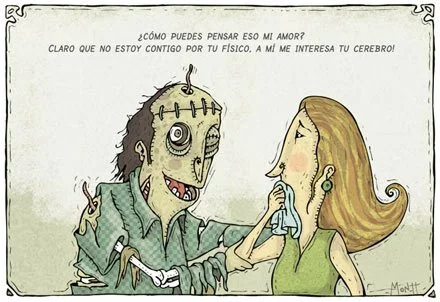 ¿CÓMO PUEDES PENSAR ESO MI AMOR?
CLARO QUE NO ESTOY CONTIGO POR TU FÍSICO, A MÍ ME INTERESA TU CEREBRO!
MONTT